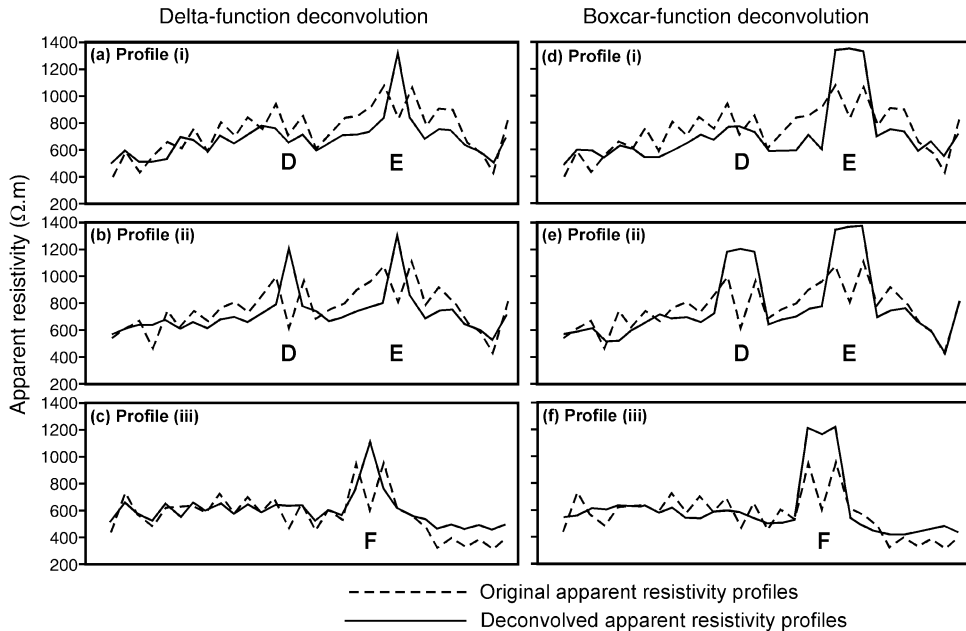 Delta-function deconvolution
Boxcar-function deconvolution
Apparent resistivity (Ω.m)
1400
1200
1000
800
600
400
200
(a) Profile (i)
D
E
(d) Profile (i)
D
E
1400
1200
1000
800
600
400
200
(b) Profile (ii)
D
E
(e) Profile (ii)
D
E
1400
1200
1000
800
600
400
200
(c) Profile (iii)
F
(f) Profile (iii)
F
Original apparent resistivity profiles
Deconvolved apparent resistivity profiles